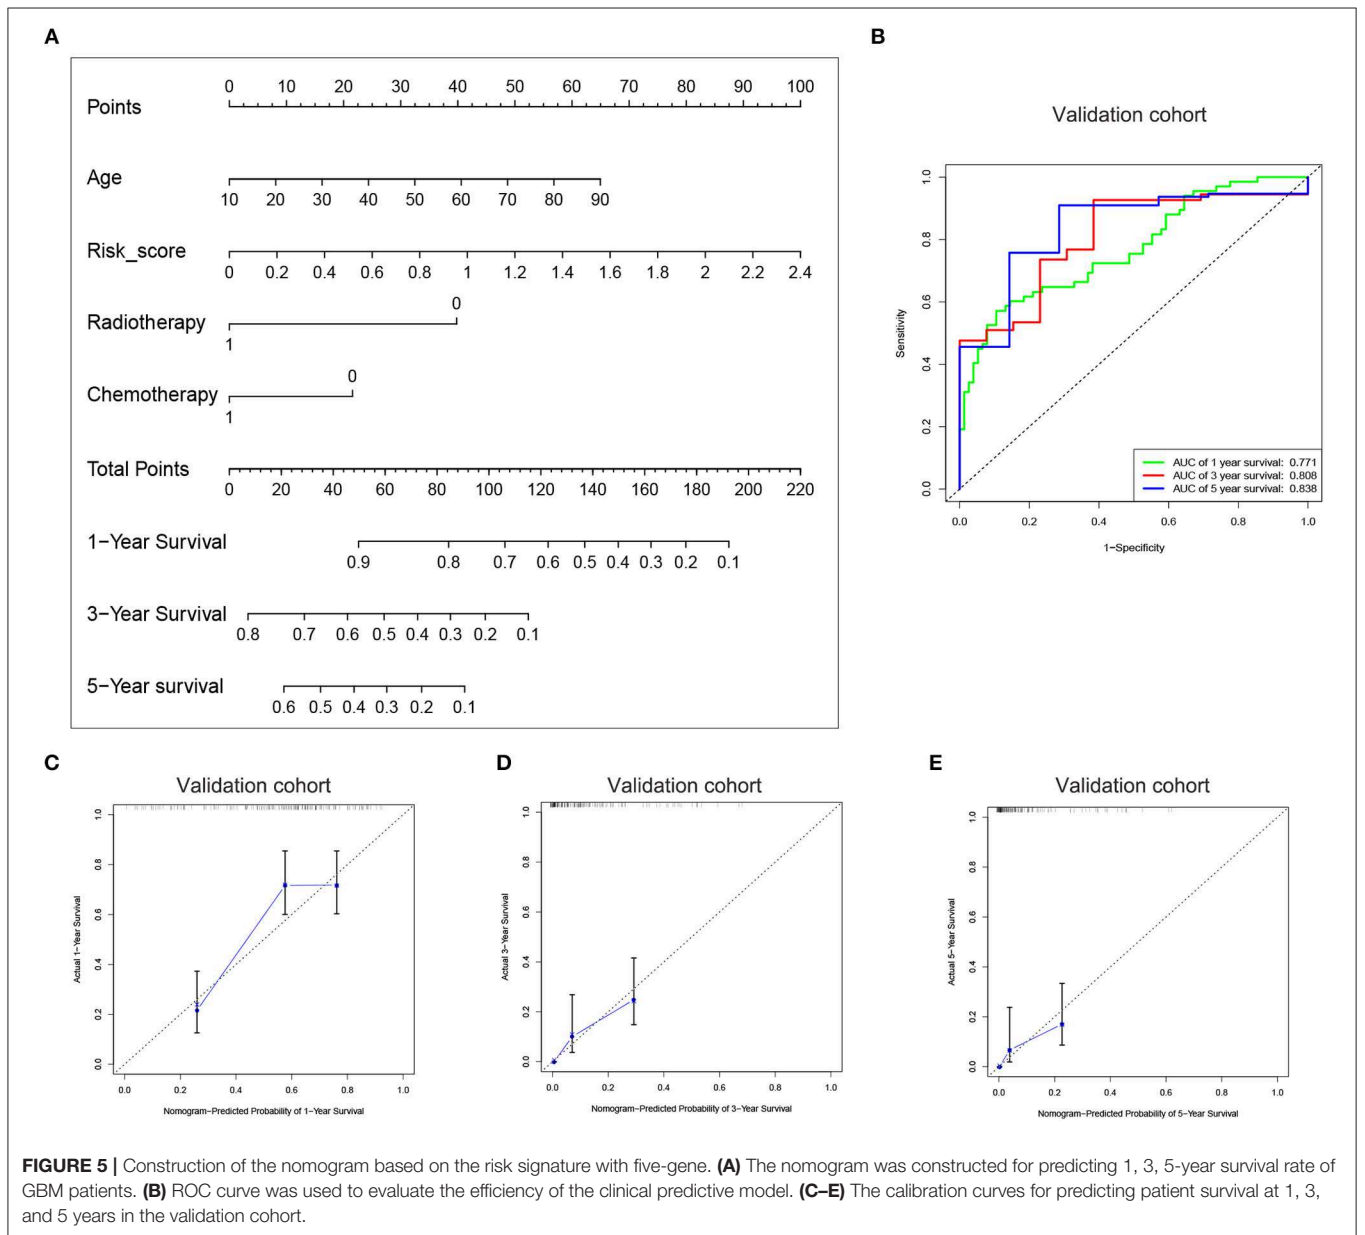 A
0 10 20 30 40 50 60 70 80 90 100
Points
Age
10 20 30 40 50 60 70 80 90
Risk_score
0 0.2 0.4 0.6 0.8 1 1.2 1.4 1.6 1.8 2 2.2 2.4
0
Radiotherapy
1
0
Chemotherapy
1
Total Points
0 20 40 60 80 100 120 140 160 180 200 220
1−Year Survival
0.9 0.8 0.7 0.6 0.5 0.4 0.3 0.2 0.1
3−Year Survival
0.8 0.7 0.6 0.5 0.4 0.3 0.2 0.1
5−Year survival
0.6 0.5 0.4 0.3 0.2 0.1
B
Validation cohort
Sensitivity
0.0 0.2 0.4 0.6 0.8 1.0
AUC of 1 year survival: 0.771
AUC of 3 year survival: 0.808
AUC of 5 year survival: 0.838
0.0 0.2 0.4 0.6 0.8 1.0
1−Specificity
C
Validation cohort
Actual 1−Year Survival
0.0 0.2 0.4 0.6 0.8 1.0
0.0 0.2 0.4 0.6 0.8 1.0
Nomogram−Predicted Probability of 1−Year Survival
D
Validation cohort
Actual 3−Year Survival
0.0 0.2 0.4 0.6 0.8 1.0
0.0 0.2 0.4 0.6 0.8 1.0
Nomogram−Predicted Probability of 3−Year Survival
E
Validation cohort
Actual 5−Year Survival
0.0 0.2 0.4 0.6 0.8 1.0
0.0 0.2 0.4 0.6 0.8 1.0
Nomogram−Predicted Probability of 5−Year Survival
FIGURE 5 | Construction of the nomogram based on the risk signature with five-gene. (A) The nomogram was constructed for predicting 1, 3, 5-year survival rate of
GBM patients. (B) ROC curve was used to evaluate the efficiency of the clinical predictive model. (C–E) The calibration curves for predicting patient survival at 1, 3,
and 5 years in the validation cohort.